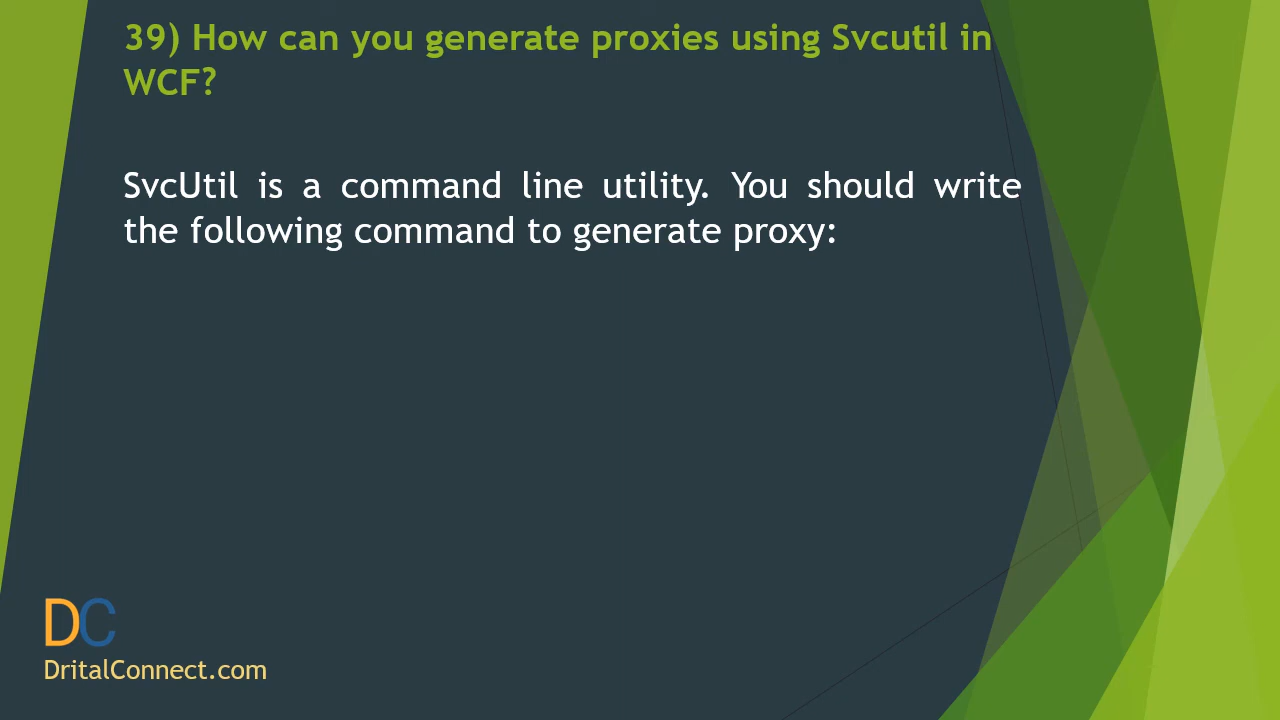 39) How can you generate proxies using Svcutil in
WCF?
SvcUtil is a command line utility. You should write
the following command to generate proxy:
DC
DritalConnect.com